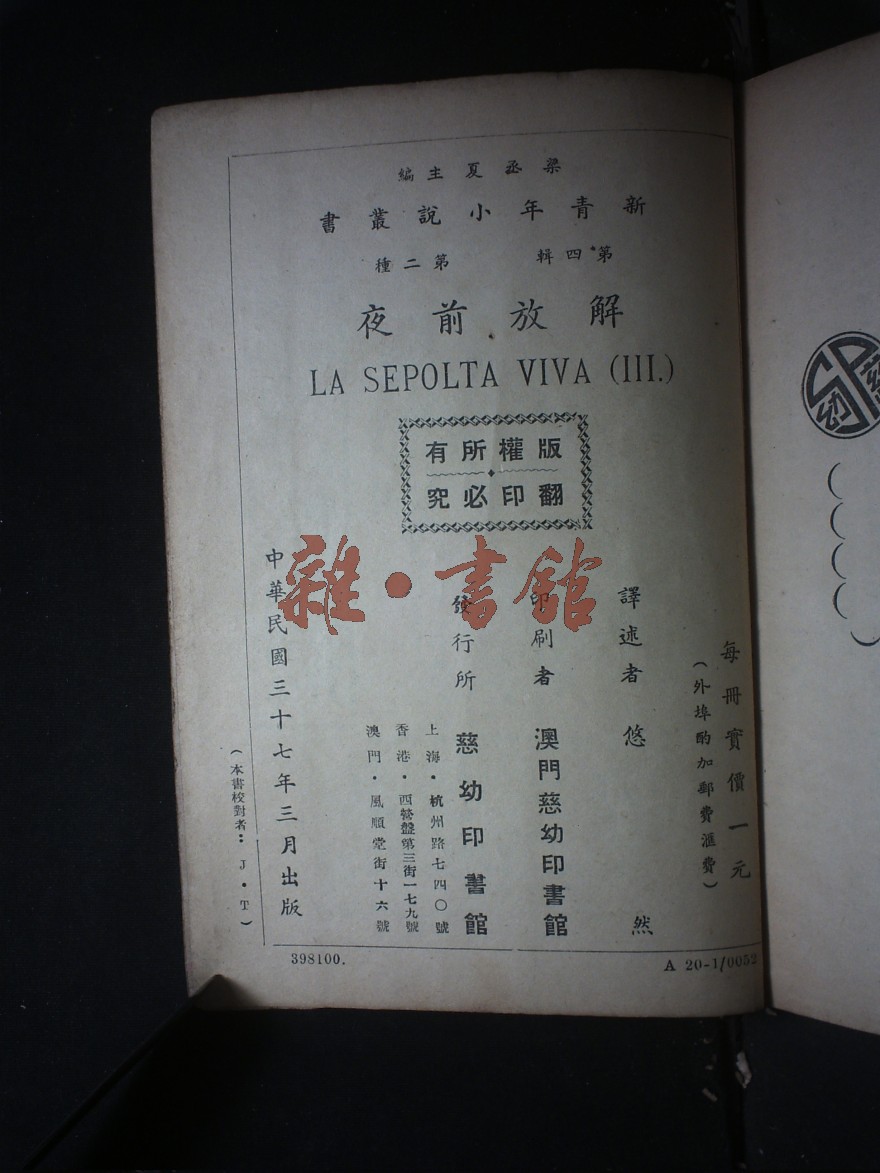 梁丞夏主編
新青年小說叢書
第四輯 第二種
解放前夜
LA SEPOLTA VIVA (III.)
版權所有
翻印必究
每冊實價一元
(外埠酌加郵費滙費)
譯述者 悠然
印刷者 澳門慈幼印書館
發行所 慈幼印書館
上海·杭州路七四〇號
香港·西營盤第三街一七九號
澳門·風順堂街十六號
中華民國三十七年三月出版
(本書校對者：J·T)
398100.
A 20-1/0052
雜·書館